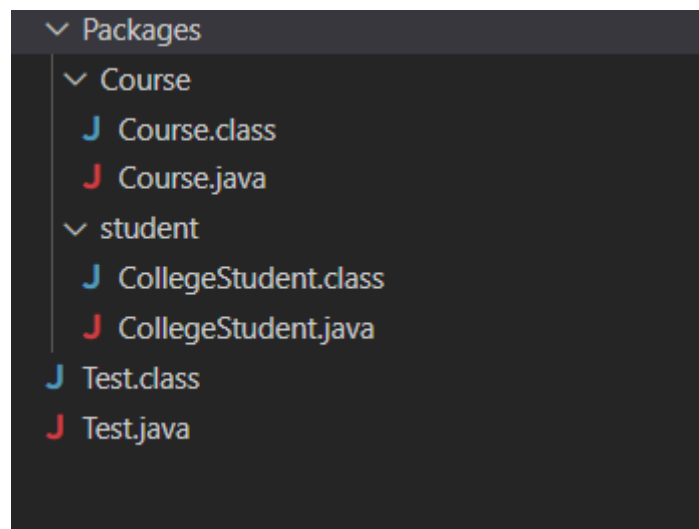 Packages
Course
J Course.class
J Course.java
student
J CollegeStudent.class
J CollegeStudent.java
J Test.class
J Test.java